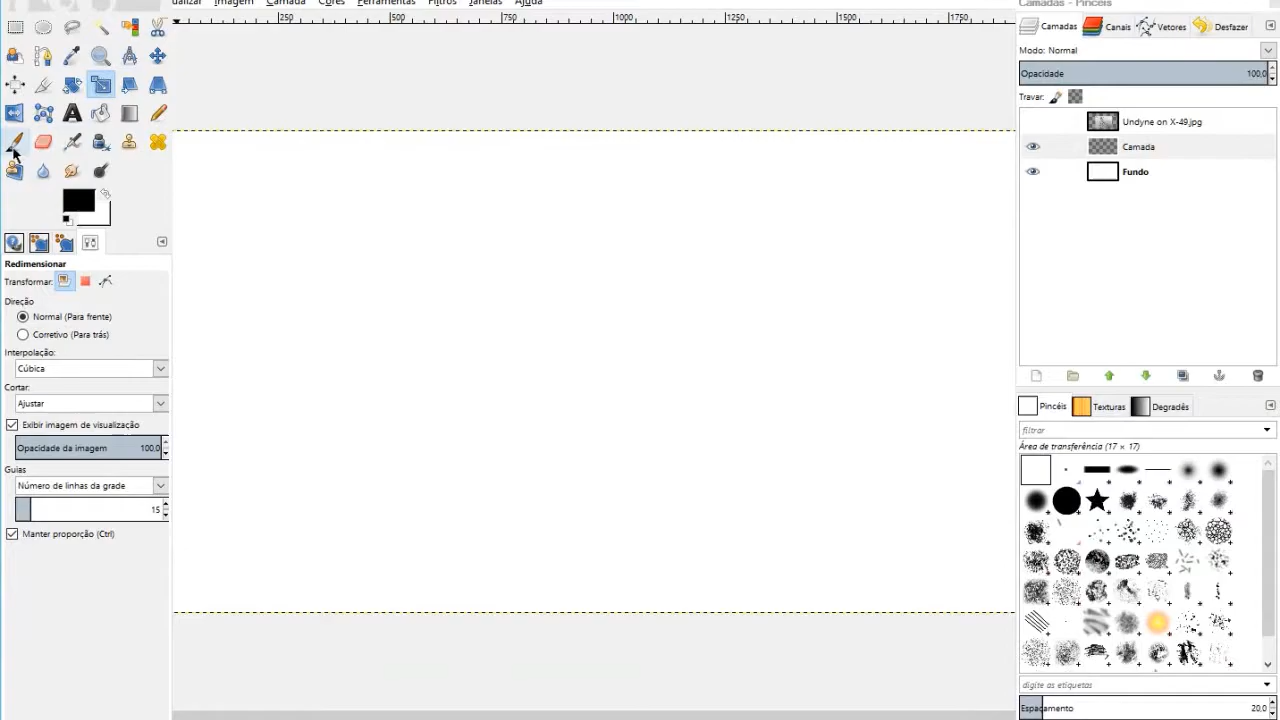 ualizar Imagem Camada Cores Ferramentas Filtros Janelas Ajuda
Camadas - Pincéis
250 500 750 1000 1250 1500 1750
Camadas Canais Vetores Desfazer
Modo: Normal
Opacidade 100,0
Travar:
Undyne on X-49.jpg
Camada
Fundo
Redimensionar
Transformar:
Direção
Normal (Para frente)
Corretivo (Para trás)
Interpolação:
Cúbica
Cortar:
Ajustar
Exibir imagem de visualização
Opacidade da imagem 100,0
Guias
Número de linhas da grade
15
Manter proporção (Ctrl)
Pincéis Texturas Degradês
filtrar
Área de transferência (17 × 17)
digite as etiquetas
Espaçamento 20,0